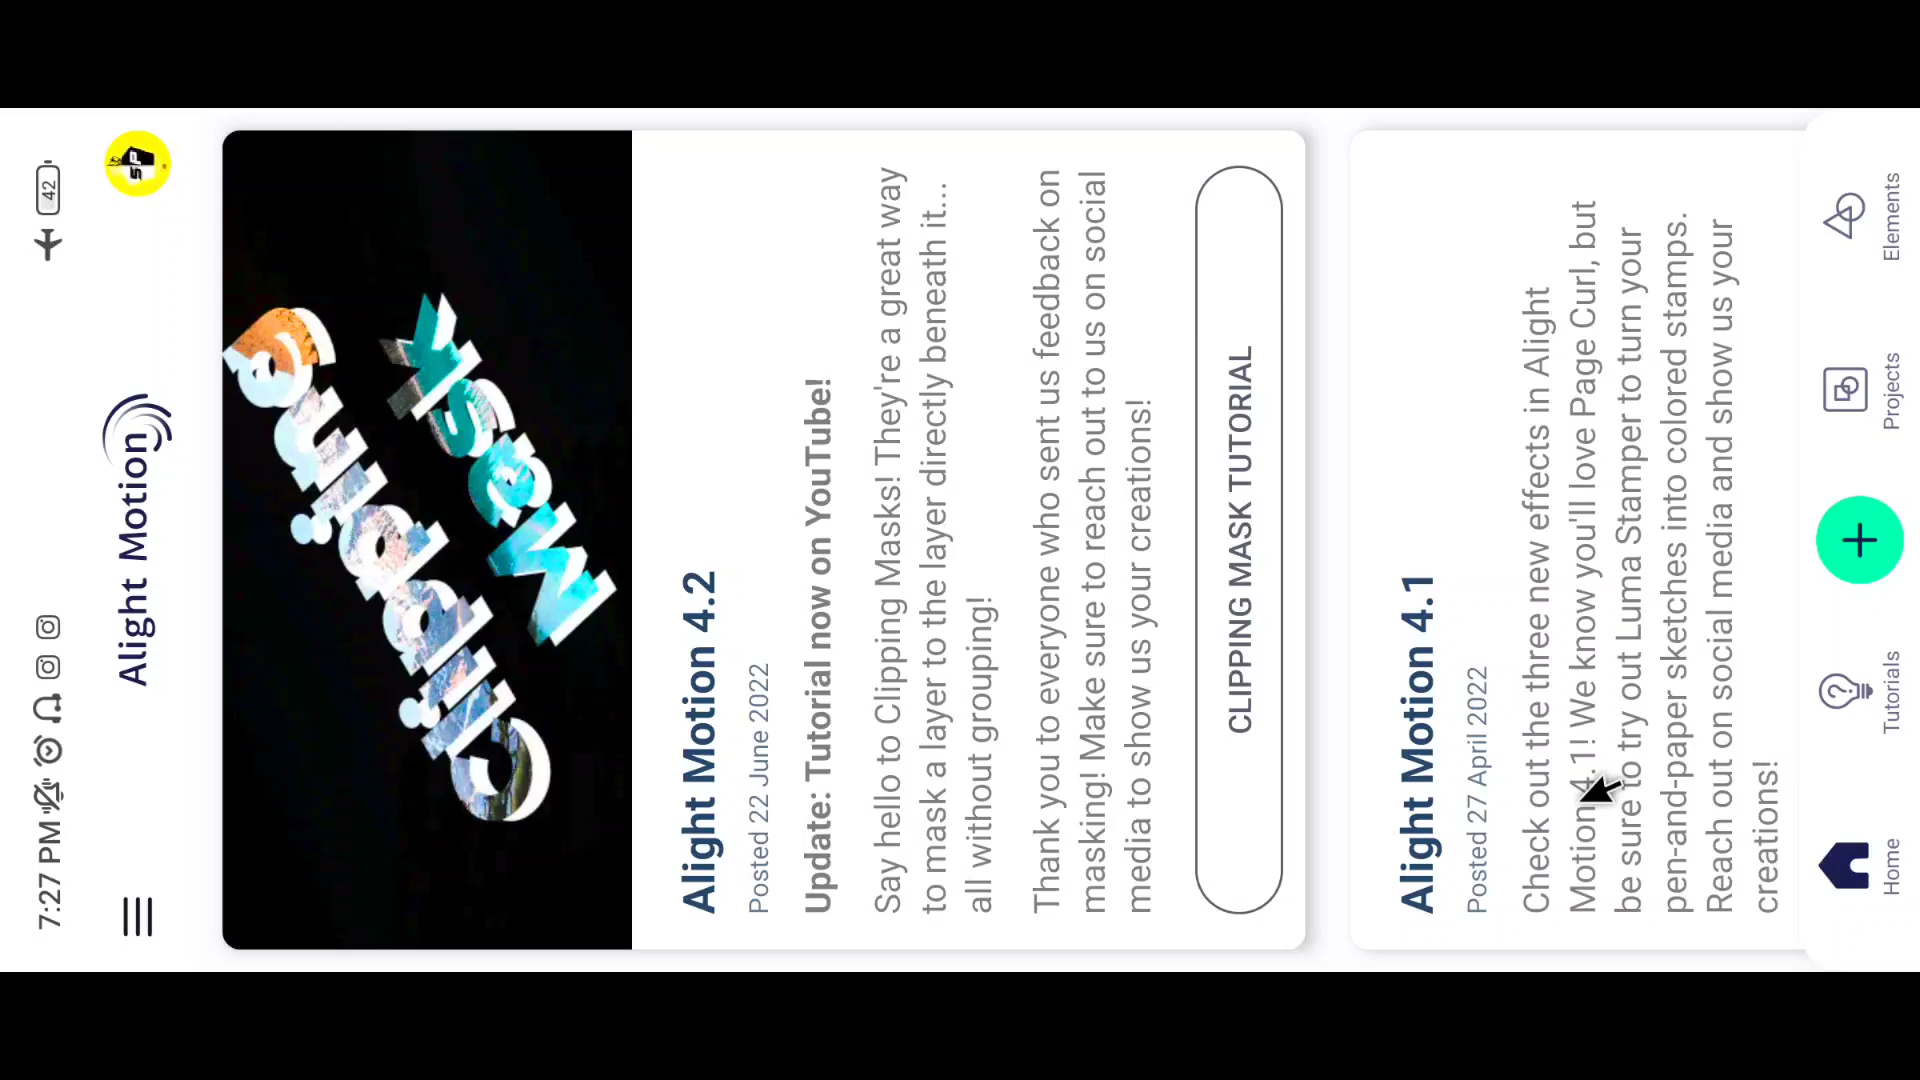 7:27 PM
42
Alight Motion
SP
Clipping
Mask
Alight Motion 4.2
Posted 22 June 2022
Update: Tutorial now on YouTube!
Say hello to Clipping Masks! They're a great way
to mask a layer to the layer directly beneath it...
all without grouping!
Thank you to everyone who sent us feedback on
masking! Make sure to reach out to us on social
media to show us your creations!
CLIPPING MASK TUTORIAL
Alight Motion 4.1
Posted 27 April 2022
Check out the three new effects in Alight
Motion 4.1! We know you'll love Page Curl, but
be sure to try out Luma Stamper to turn your
pen-and-paper sketches into colored stamps.
Reach out on social media and show us your
creations!
Home
Tutorials
Projects
Elements